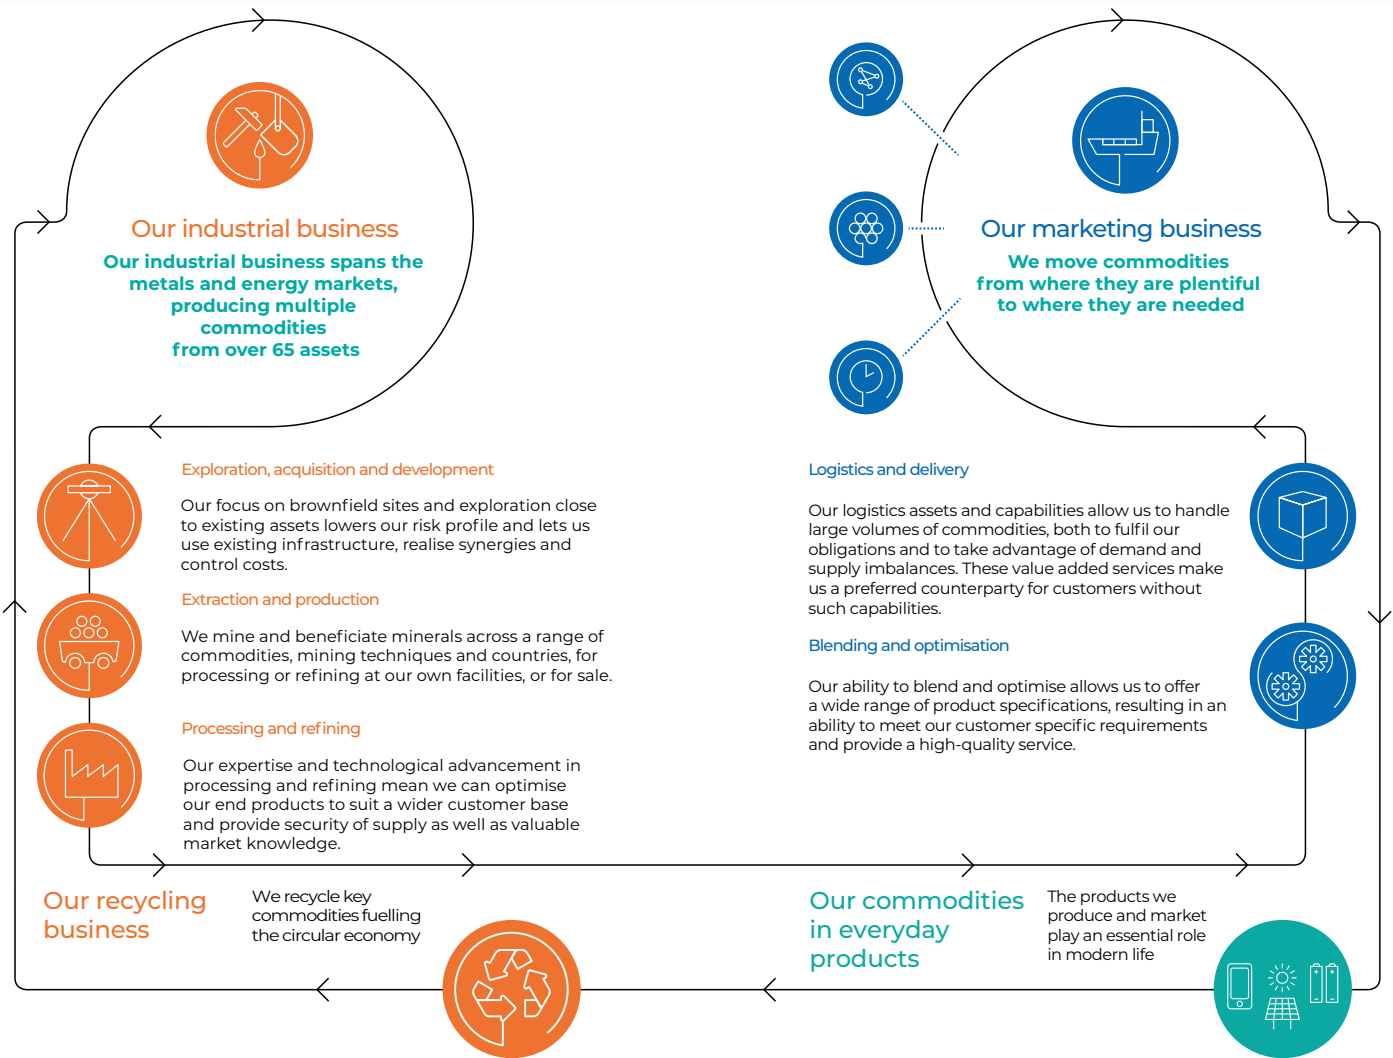 Our industrial business
Our industrial business spans the
metals and energy markets,
producing multiple
commodities
from over 65 assets
Our marketing business
We move commodities
from where they are plentiful
to where they are needed
Exploration, acquisition and development
Our focus on brownfield sites and exploration close
to existing assets lowers our risk profile and lets us
use existing infrastructure, realise synergies and
control costs.
Extraction and production
We mine and beneficiate minerals across a range of
commodities, mining techniques and countries, for
processing or refining at our own facilities, or for sale.
Processing and refining
Our expertise and technological advancement in
processing and refining mean we can optimise
our end products to suit a wider customer base
and provide security of supply as well as valuable
market knowledge.
Logistics and delivery
Our logistics assets and capabilities allow us to handle
large volumes of commodities, both to fulfil our
obligations and to take advantage of demand and
supply imbalances. These value added services make
us a preferred counterparty for customers without
such capabilities.
Blending and optimisation
Our ability to blend and optimise allows us to offer
a wide range of product specifications, resulting in an
ability to meet our customer specific requirements
and provide a high-quality service.
Our recycling
business
We recycle key
commodities fuelling
the circular economy
Our commodities
in everyday
products
The products we
produce and market
play an essential role
in modern life